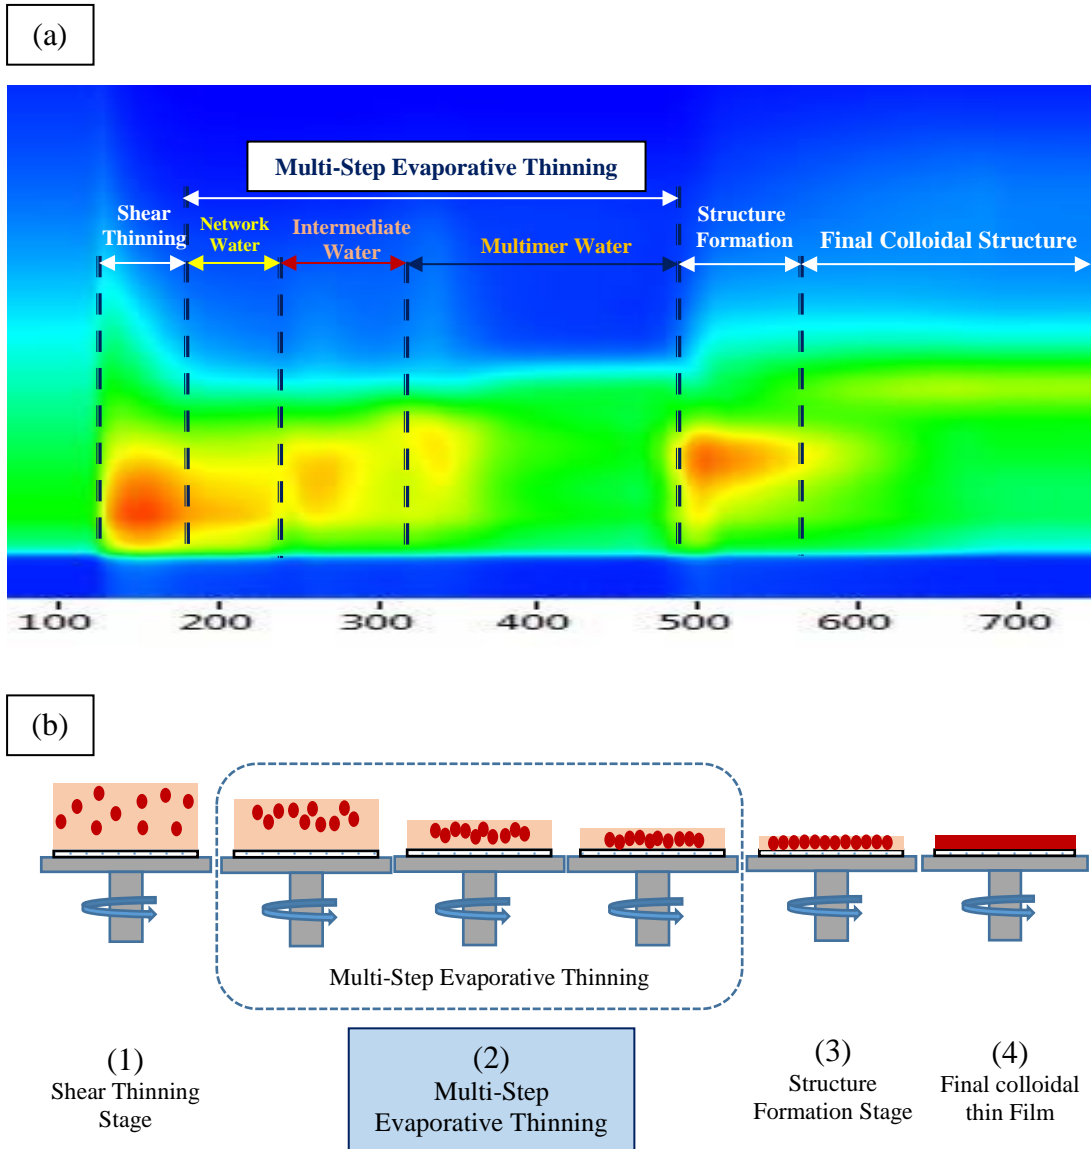 (a)
Multi-Step Evaporative Thinning
Shear
Thinning
Network
Water
Intermediate
Water
Multimer Water
Structure
Formation
Final Colloidal Structure
100 200 300 400 500 600 700
(b)
Multi-Step Evaporative Thinning
(1)
Shear Thinning
Stage
(2)
Multi-Step
Evaporative Thinning
(3)
Structure
Formation Stage
(4)
Final colloidal
thin Film